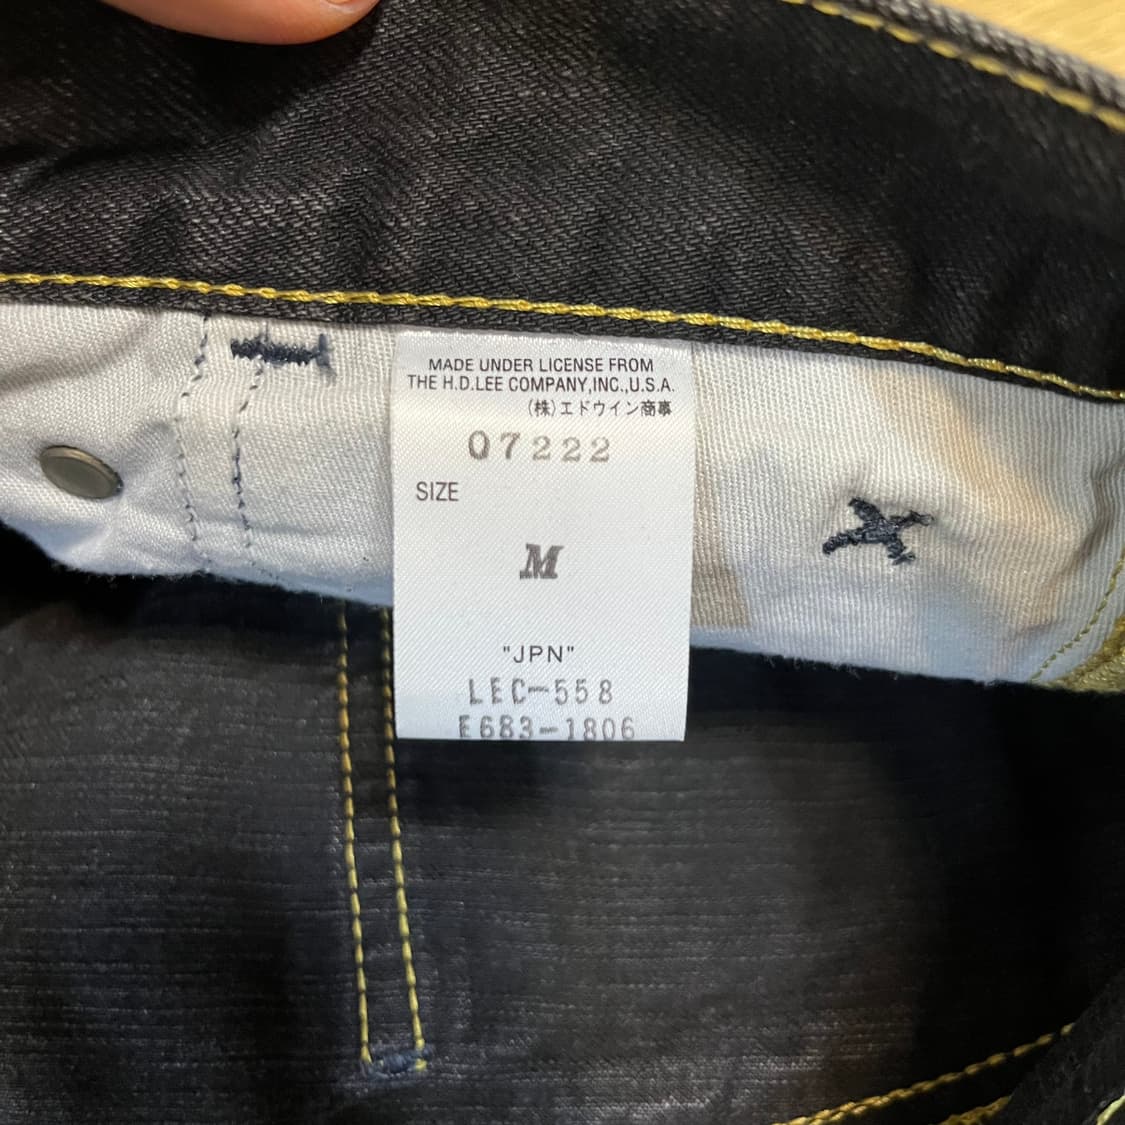 MADE UNDER LICENSE FROM
THE H.D.LEE COMPANY,INC.,U.S.A.
(株)エドウイン商事
07222
SIZE
M
"JPN"
LEC-558
E683-1806